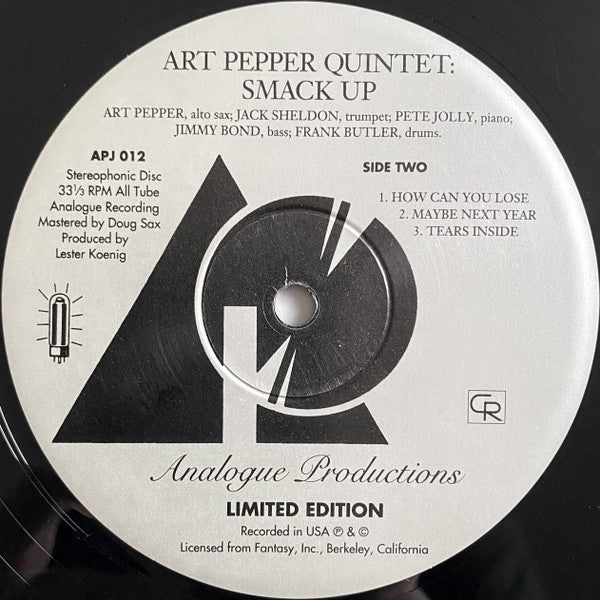 ART PEPPER QUINTET:
SMACK UP
ART PEPPER, alto sax; JACK SHELDON, trumpet; PETE JOLLY, piano;
JIMMY BOND, bass; FRANK BUTLER, drums.
APJ 012
Stereophonic Disc
33⅓ RPM All Tube
Analogue Recording
Mastered by Doug Sax
Produced by
Lester Koenig
SIDE TWO
1. HOW CAN YOU LOSE
2. MAYBE NEXT YEAR
3. TEARS INSIDE
CR
Analogue Productions
LIMITED EDITION
Recorded in USA ℗ & ©
Licensed from Fantasy, Inc., Berkeley, California